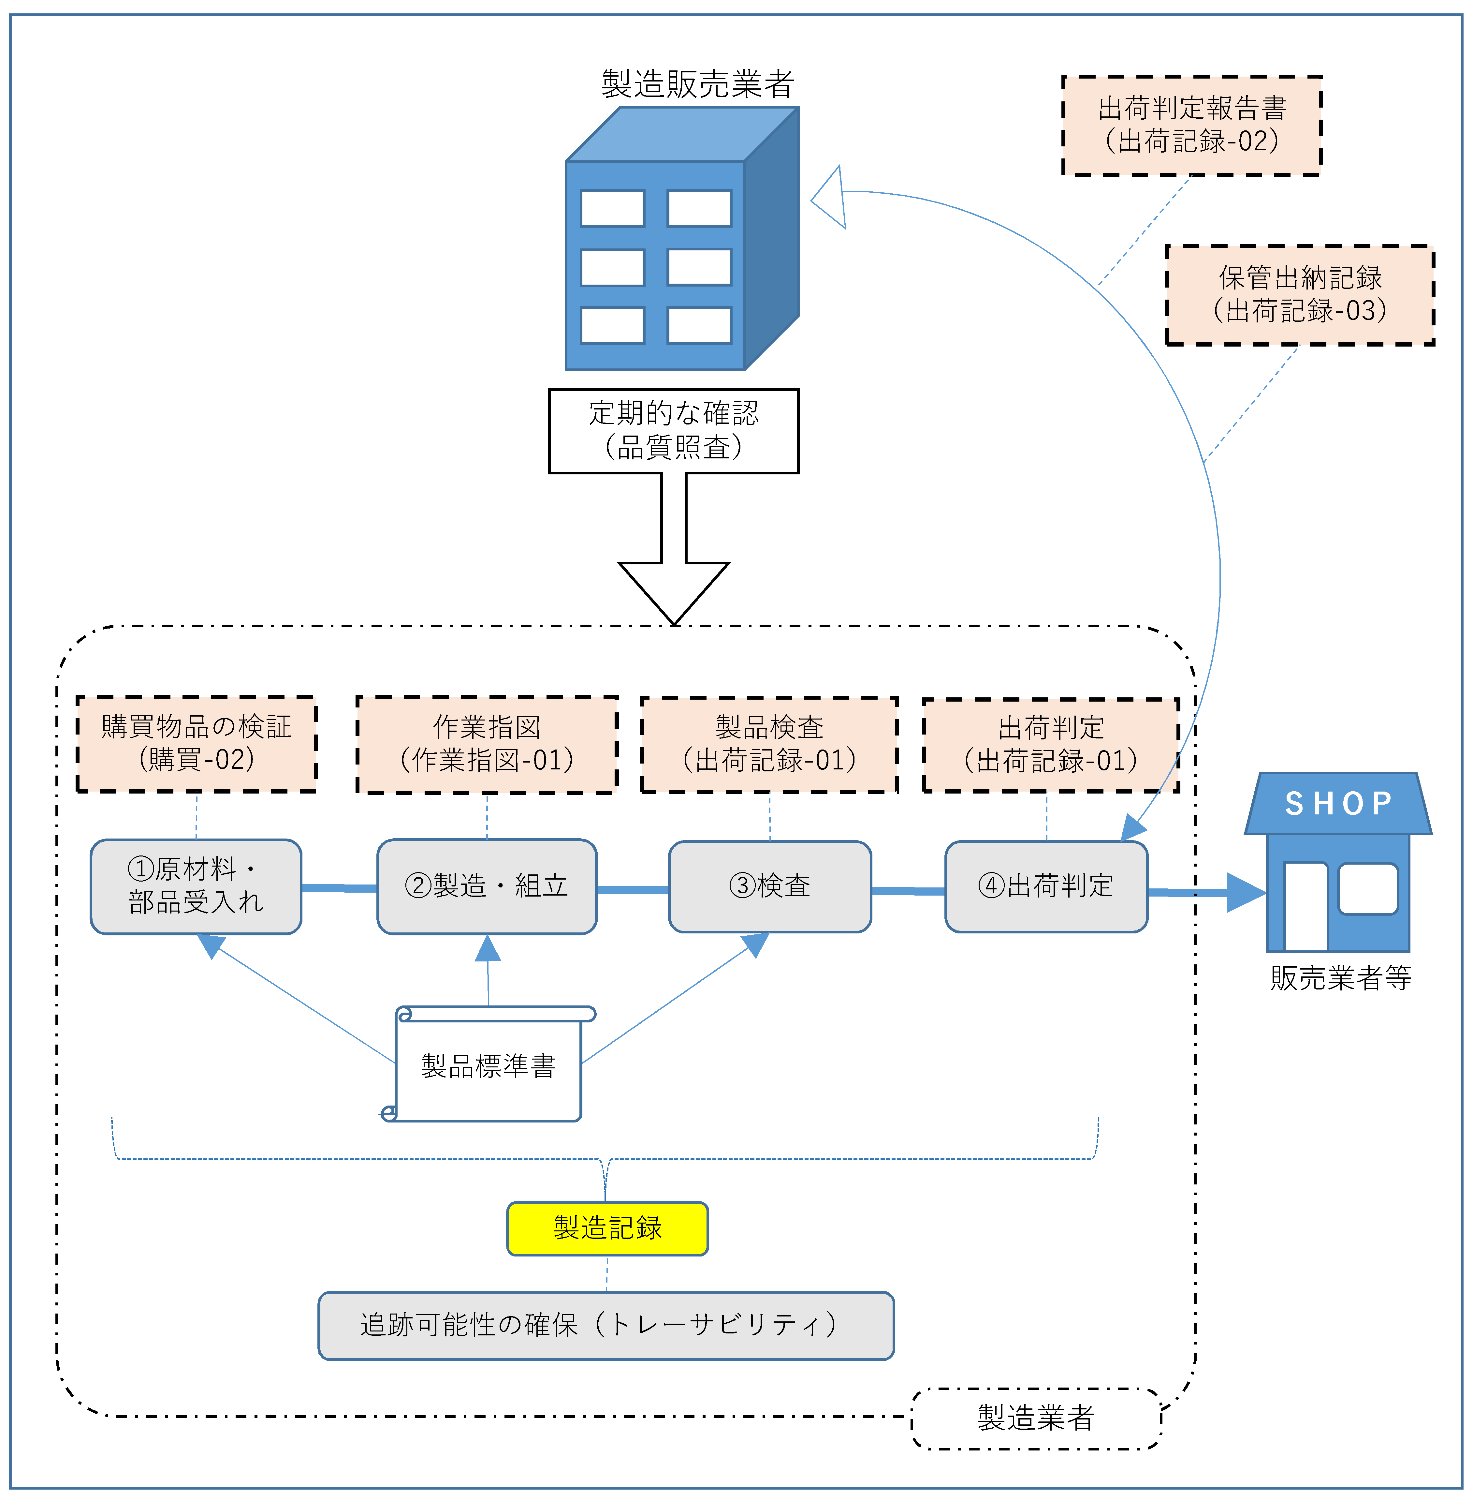 製造販売業者
出荷判定報告書
（出荷記録-02）
保管出納記録
（出荷記録-03）
定期的な確認
（品質照査）
購買物品の検証
（購買-02）
作業指図
（作業指図-01）
製品検査
（出荷記録-01）
出荷判定
（出荷記録-01）
SHOP
①原材料・
部品受入れ
②製造・組立
③検査
④出荷判定
販売業者等
製品標準書
製造記録
追跡可能性の確保（トレーサビリティ）
製造業者